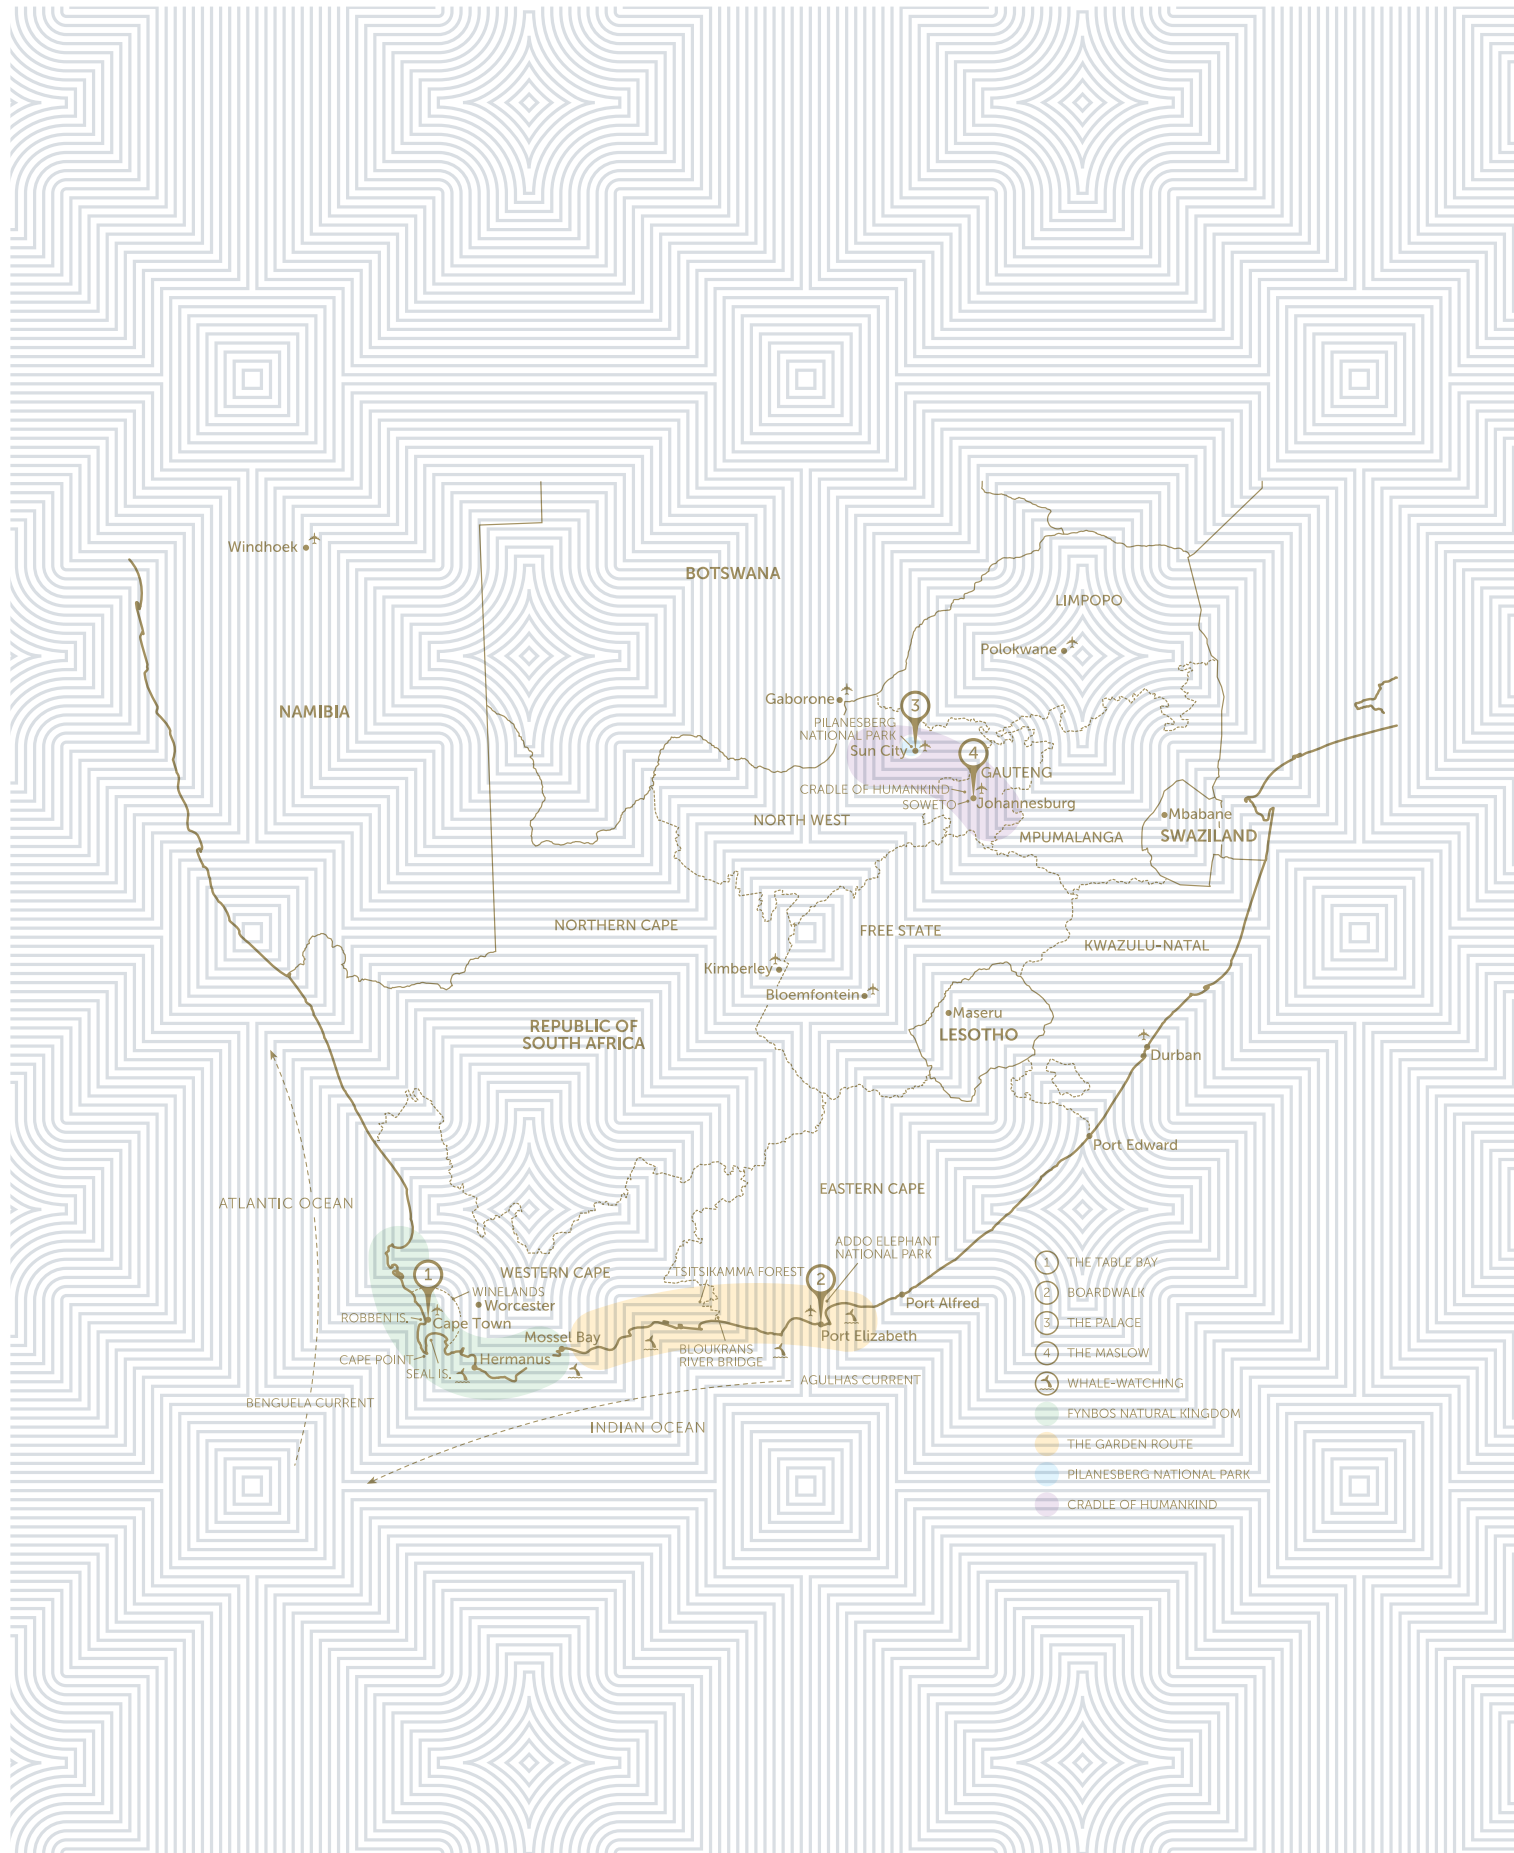 Windhoek
BOTSWANA
LIMPOPO
Polokwane
Gaborone
NAMIBIA
3
PILANESBERG
NATIONAL PARK
Sun City
4
GAUTENG
CRADLE OF HUMANKIND
SOWETO
Johannesburg
NORTH WEST
MPUMALANGA
Mbabane
SWAZILAND
NORTHERN CAPE
FREE STATE
KWAZULU-NATAL
Kimberley
Bloemfontein
Maseru
LESOTHO
REPUBLIC OF
SOUTH AFRICA
Durban
Port Edward
ATLANTIC OCEAN
EASTERN CAPE
ADDO ELEPHANT
NATIONAL PARK
WESTERN CAPE
TSITSIKAMMA FOREST
1
2
WINELANDS
Worcester
ROBBEN IS.
Cape Town
Mossel Bay
Port Alfred
Port Elizabeth
CAPE POINT
Hermanus
SEAL IS.
BLOUKRANS
RIVER BRIDGE
AGULHAS CURRENT
BENGUELA CURRENT
INDIAN OCEAN
1 THE TABLE BAY
2 BOARDWALK
3 THE PALACE
4 THE MASLOW
WHALE-WATCHING
FYNBOS NATURAL KINGDOM
THE GARDEN ROUTE
PILANESBERG NATIONAL PARK
CRADLE OF HUMANKIND